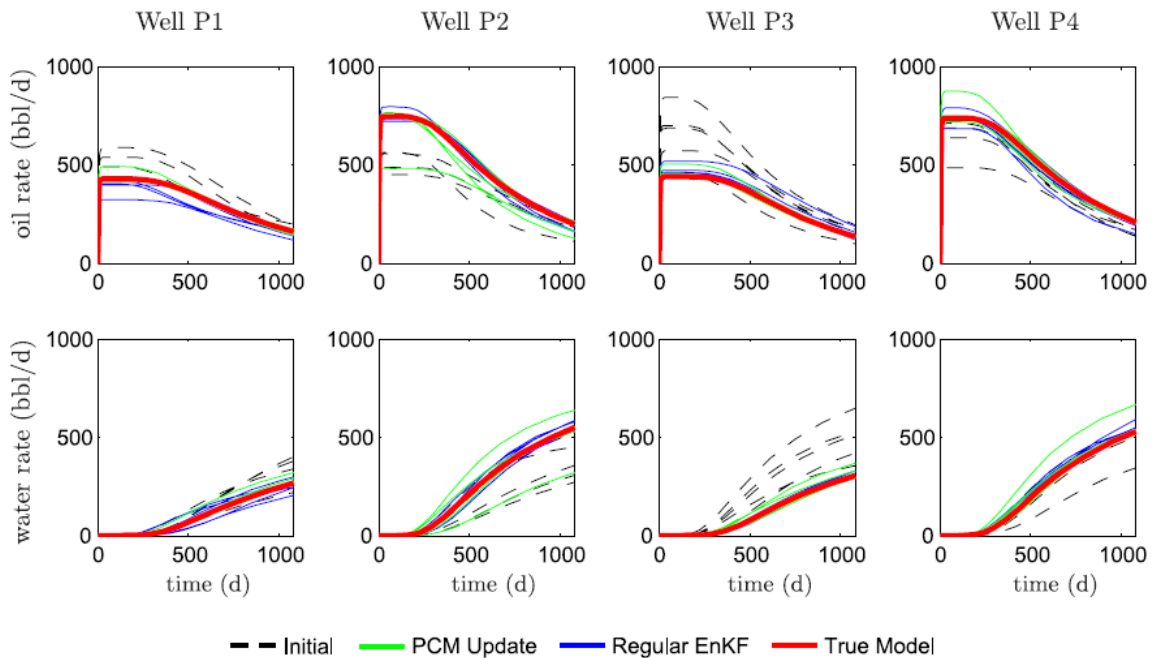 Well P1 Well P2 Well P3 Well P4
oil rate (bbl/d)
1000 1000 1000 1000
500 500 500 500
0 0 0 0
0 500 1000 0 500 1000 0 500 1000 0 500 1000
water rate (bbl/d)
1000 1000 1000 1000
500 500 500 500
0 0 0 0
0 500 1000 0 500 1000 0 500 1000 0 500 1000
time (d) time (d) time (d) time (d)
Initial PCM Update Regular EnKF True Model